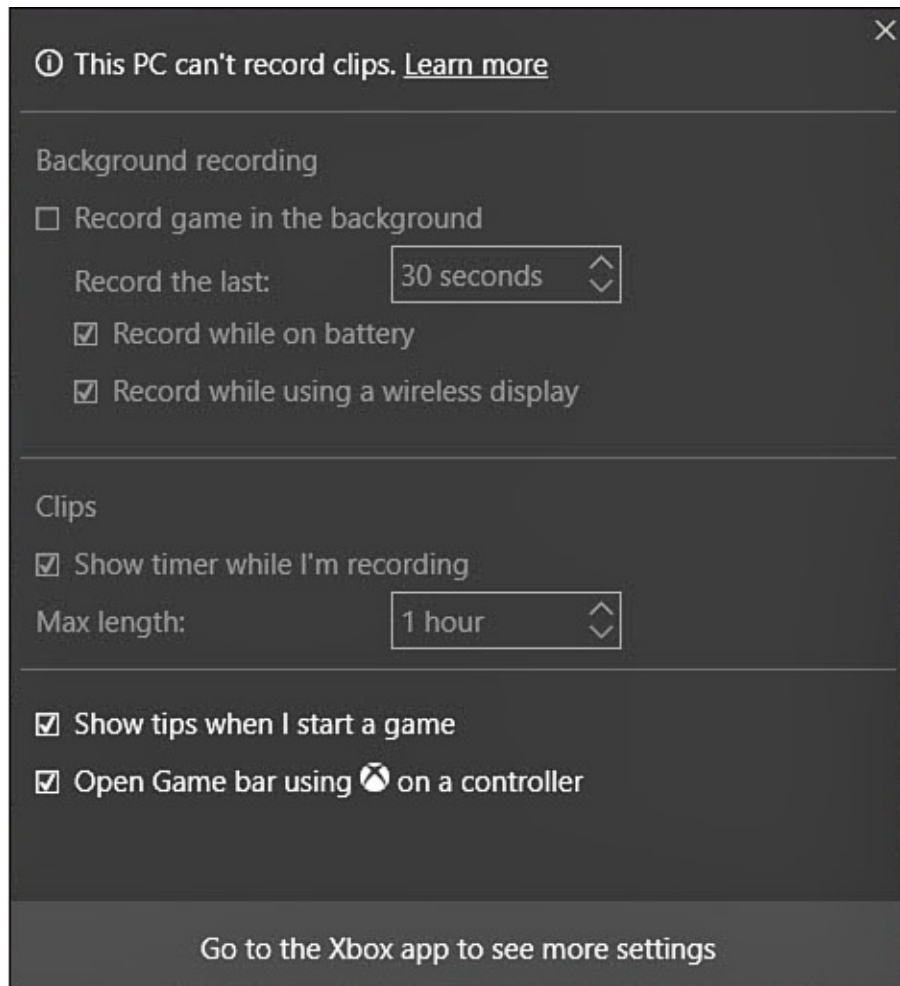 This PC can't record clips. Learn more
Background recording
Record game in the background
Record the last: 30 seconds
Record while on battery
Record while using a wireless display
Clips
Show timer while I'm recording
Max length: 1 hour
Show tips when I start a game
Open Game bar using on a controller
Go to the Xbox app to see more settings